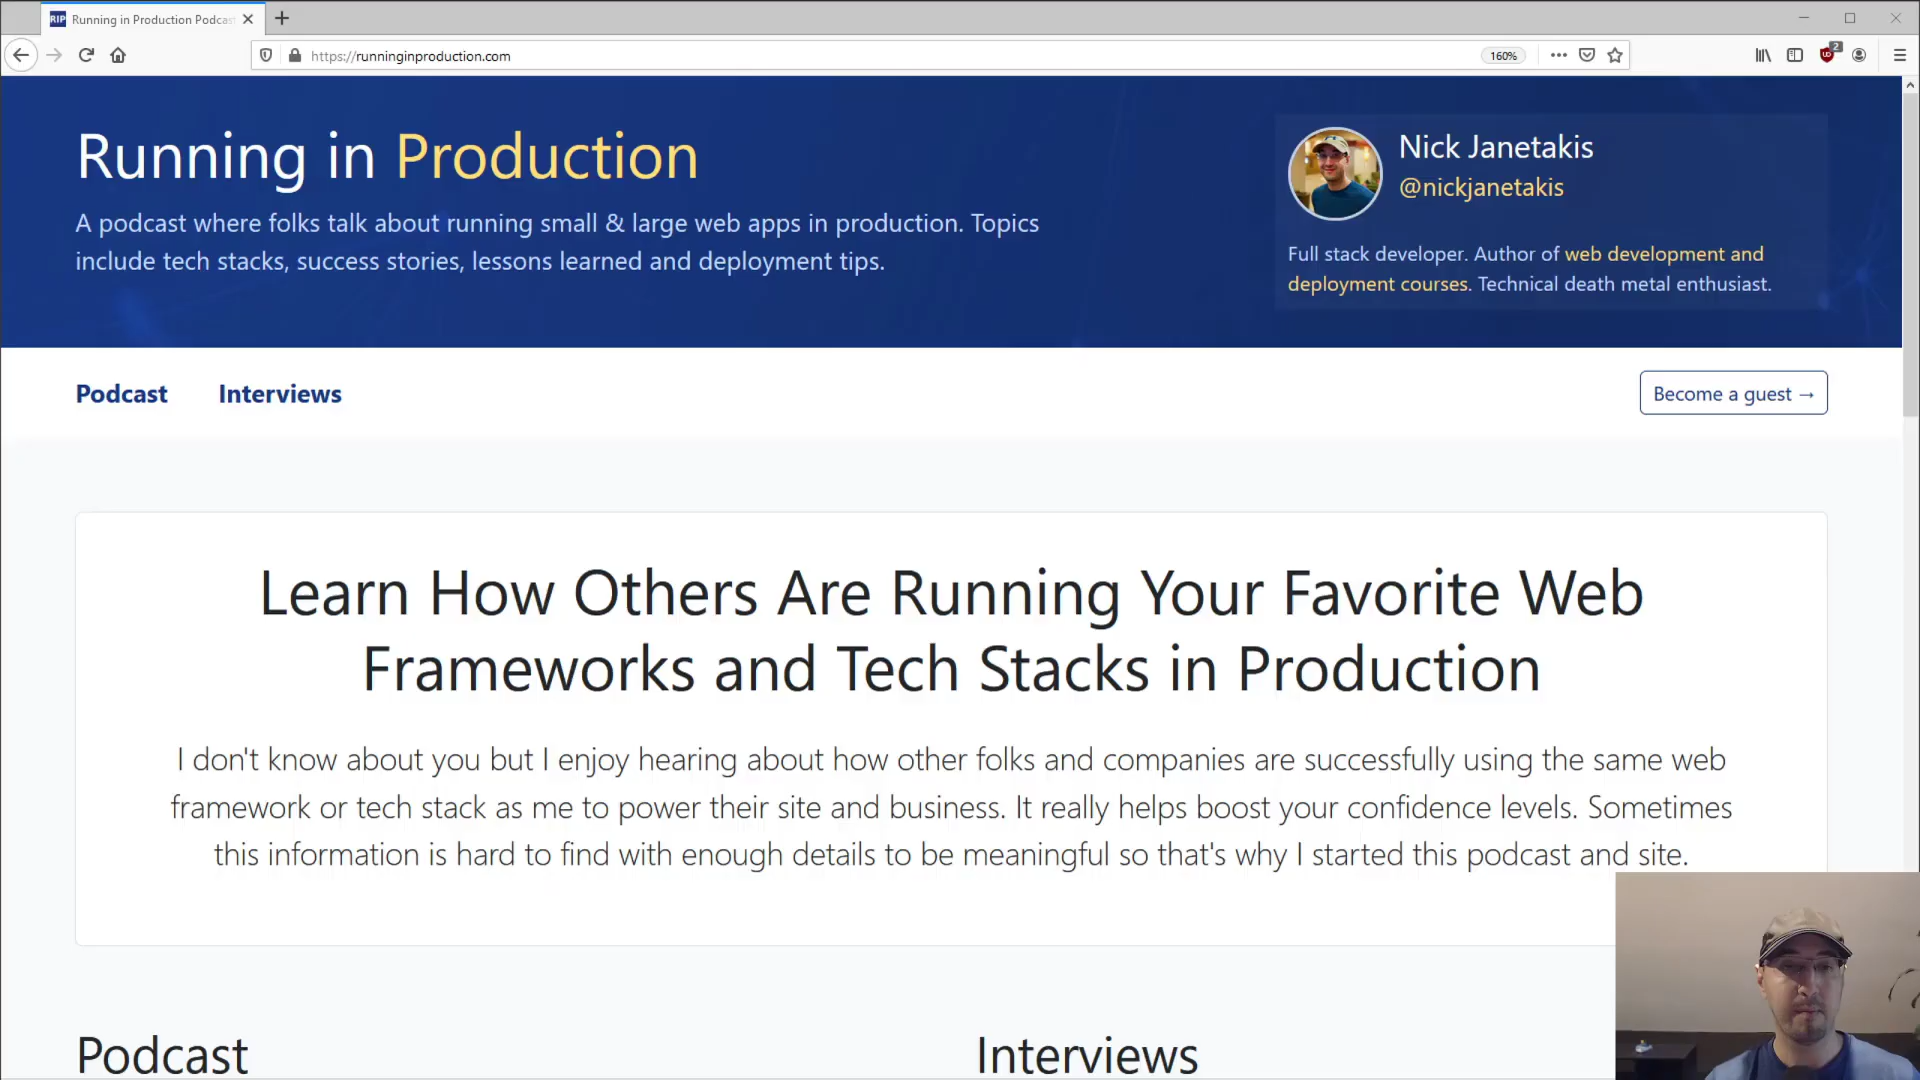 RIP Running in Production Podcas
https://runninginproduction.com
160%
2
Running in Production
A podcast where folks talk about running small & large web apps in production. Topics
include tech stacks, success stories, lessons learned and deployment tips.
Nick Janetakis
@nickjanetakis
Full stack developer. Author of web development and
deployment courses. Technical death metal enthusiast.
Podcast
Interviews
Become a guest →
Learn How Others Are Running Your Favorite Web
Frameworks and Tech Stacks in Production
I don't know about you but I enjoy hearing about how other folks and companies are successfully using the same web
framework or tech stack as me to power their site and business. It really helps boost your confidence levels. Sometimes
this information is hard to find with enough details to be meaningful so that's why I started this podcast and site.
Podcast
Interviews